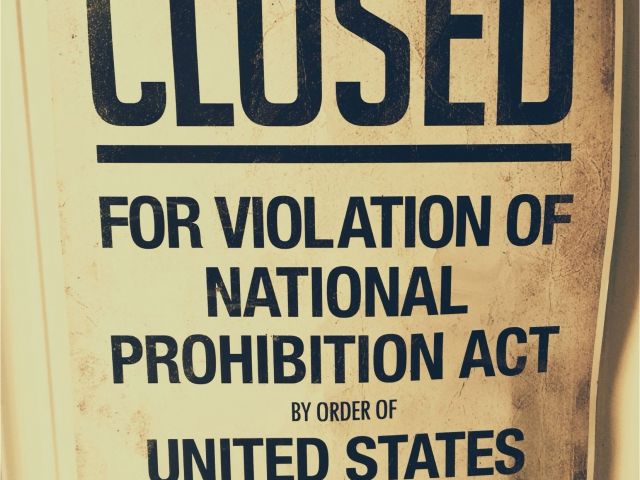 CLOSED
FOR VIOLATION OF
NATIONAL
PROHIBITION ACT
BY ORDER OF
UNITED STATES